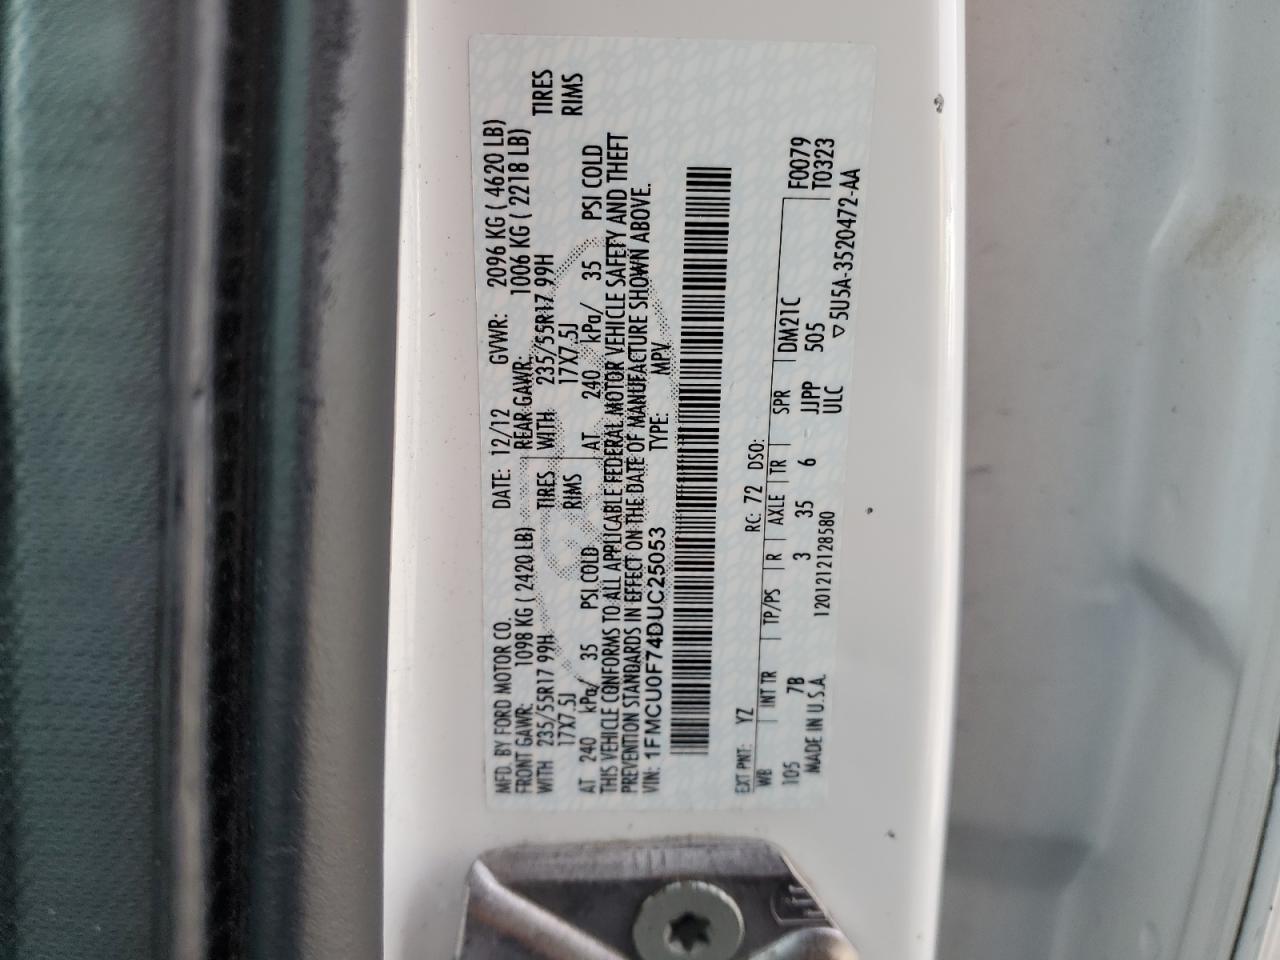 MFD. BY FORD MOTOR CO. DATE: 12/12 GVWR: 2096 KG ( 4620 LB)
FRONT GAWR: 1098 KG ( 2420 LB) REAR GAWR: 1006 KG ( 2218 LB)
WITH 235/55R17 99H TIRES WITH 235/55R17 99H TIRES
17X7.5J RIMS 17X7.5J RIMS
AT 240 kPa/ 35 PSI COLD AT 240 kPa/ 35 PSI COLD
THIS VEHICLE CONFORMS TO ALL APPLICABLE FEDERAL MOTOR VEHICLE SAFETY AND THEFT
PREVENTION STANDARDS IN EFFECT ON THE DATE OF MANUFACTURE SHOWN ABOVE.
VIN: 1FMCU0F74DUC25053 TYPE: MPV
EXT PNT: YZ RC: 72 DSO:
WB INT TR TP/PS R AXLE TR SPR DM21C F0079
105 7B 3 35 6 JJPP 505 T0323
MADE IN U.S.A. 1201212128580 ULC ▽5U5A-3520472-AA